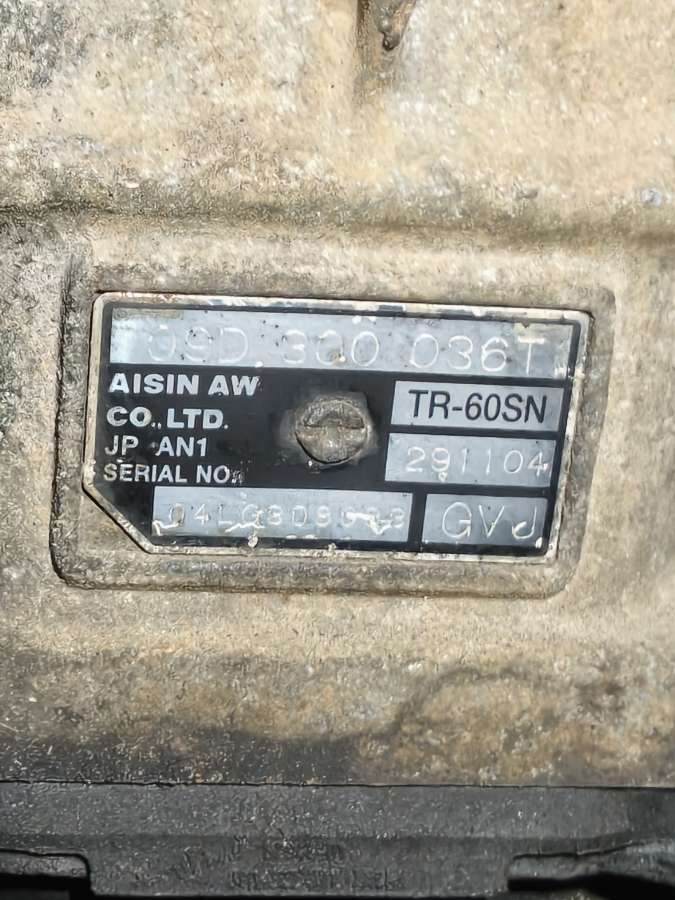 09D 300 036T
AISIN AW
CO., LTD.
JP AN1
SERIAL NO.
TR-60SN
291104
GVJ